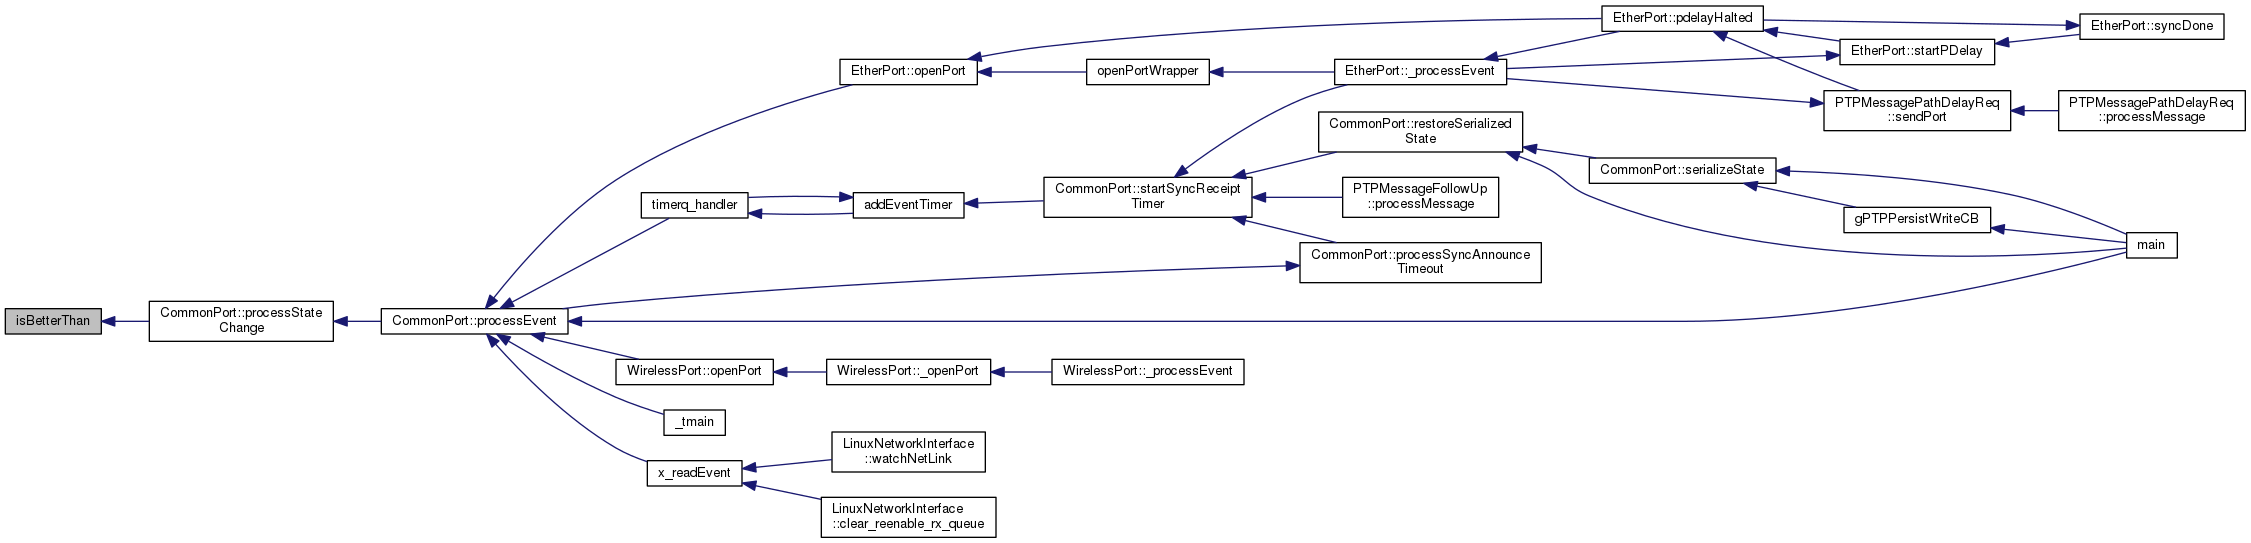 EtherPort::pdelayHalted
EtherPort::syncDone
EtherPort::startPDelay
EtherPort::openPort
openPortWrapper
EtherPort::_processEvent
PTPMessagePathDelayReq
::sendPort
PTPMessagePathDelayReq
::processMessage
CommonPort::restoreSerialized
State
CommonPort::serializeState
timerq_handler
addEventTimer
CommonPort::startSyncReceipt
Timer
PTPMessageFollowUp
::processMessage
gPTPPersistWriteCB
main
CommonPort::processSyncAnnounce
Timeout
isBetterThan
CommonPort::processState
Change
CommonPort::processEvent
WirelessPort::openPort
WirelessPort::_openPort
WirelessPort::_processEvent
_tmain
x_readEvent
LinuxNetworkInterface
::watchNetLink
LinuxNetworkInterface
::clear_reenable_rx_queue